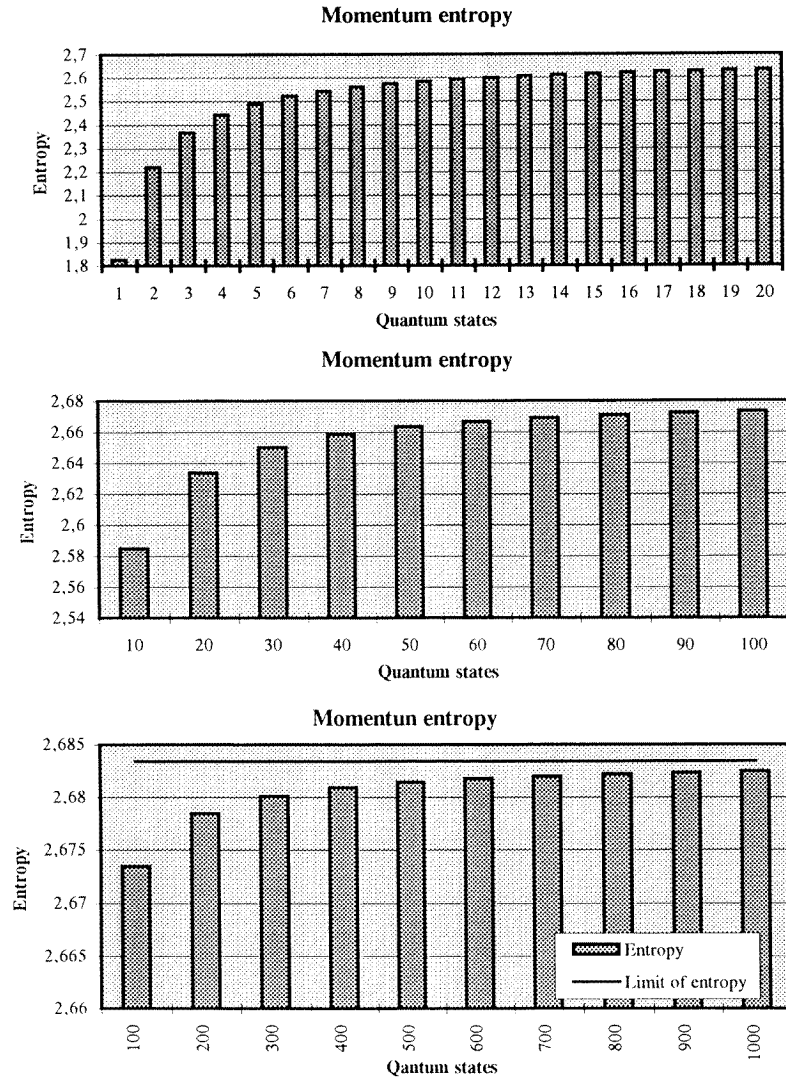 Momentum entropy
2,7
2,6
2,5
2,4
2,3
2,2
2,1
2
1,9
1,8
Entropy
1 2 3 4 5 6 7 8 9 10 11 12 13 14 15 16 17 18 19 20
Quantum states
Momentum entropy
2,68
2,66
2,64
2,62
2,6
2,58
2,56
2,54
Entropy
10 20 30 40 50 60 70 80 90 100
Quantum states
Momentun entropy
2,685
2,68
2,675
2,67
2,665
2,66
Entropy
Entropy
Limit of entropy
100 200 300 400 500 600 700 800 900 1000
Qantum states